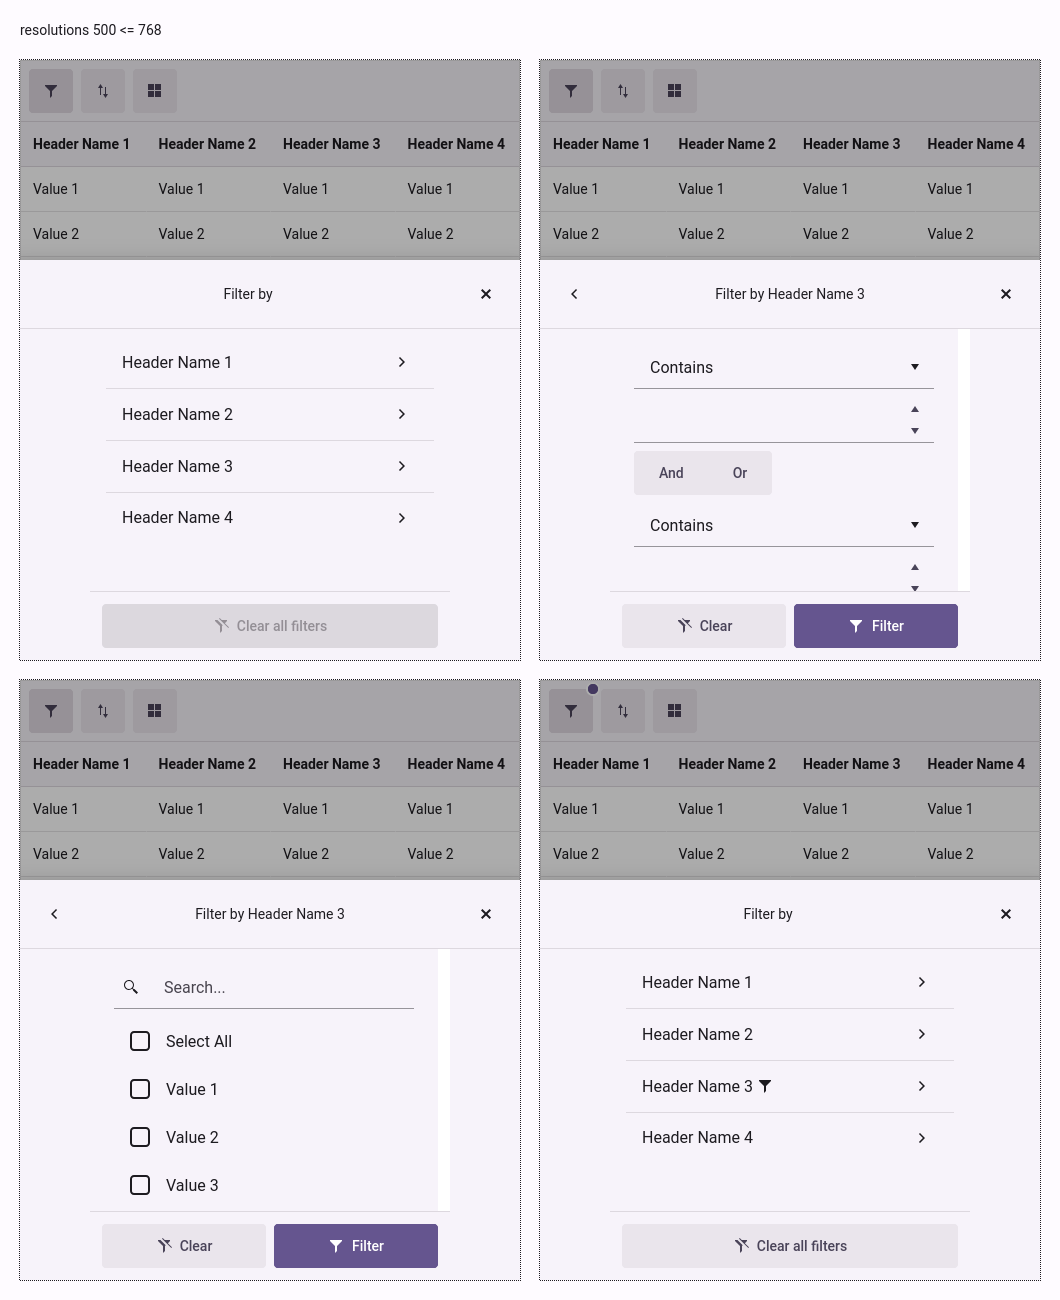 resolutions 500 <= 768
Header Name 1 Header Name 2 Header Name 3 Header Name 4
Value 1 Value 1 Value 1 Value 1
Value 2 Value 2 Value 2 Value 2
Filter by
Header Name 1
Header Name 2
Header Name 3
Header Name 4
Clear all filters
Header Name 1 Header Name 2 Header Name 3 Header Name 4
Value 1 Value 1 Value 1 Value 1
Value 2 Value 2 Value 2 Value 2
Filter by Header Name 3
Contains
And Or
Contains
Clear Filter
Header Name 1 Header Name 2 Header Name 3 Header Name 4
Value 1 Value 1 Value 1 Value 1
Value 2 Value 2 Value 2 Value 2
Filter by Header Name 3
Search...
Select All
Value 1
Value 2
Value 3
Clear Filter
Header Name 1 Header Name 2 Header Name 3 Header Name 4
Value 1 Value 1 Value 1 Value 1
Value 2 Value 2 Value 2 Value 2
Filter by
Header Name 1
Header Name 2
Header Name 3
Header Name 4
Clear all filters